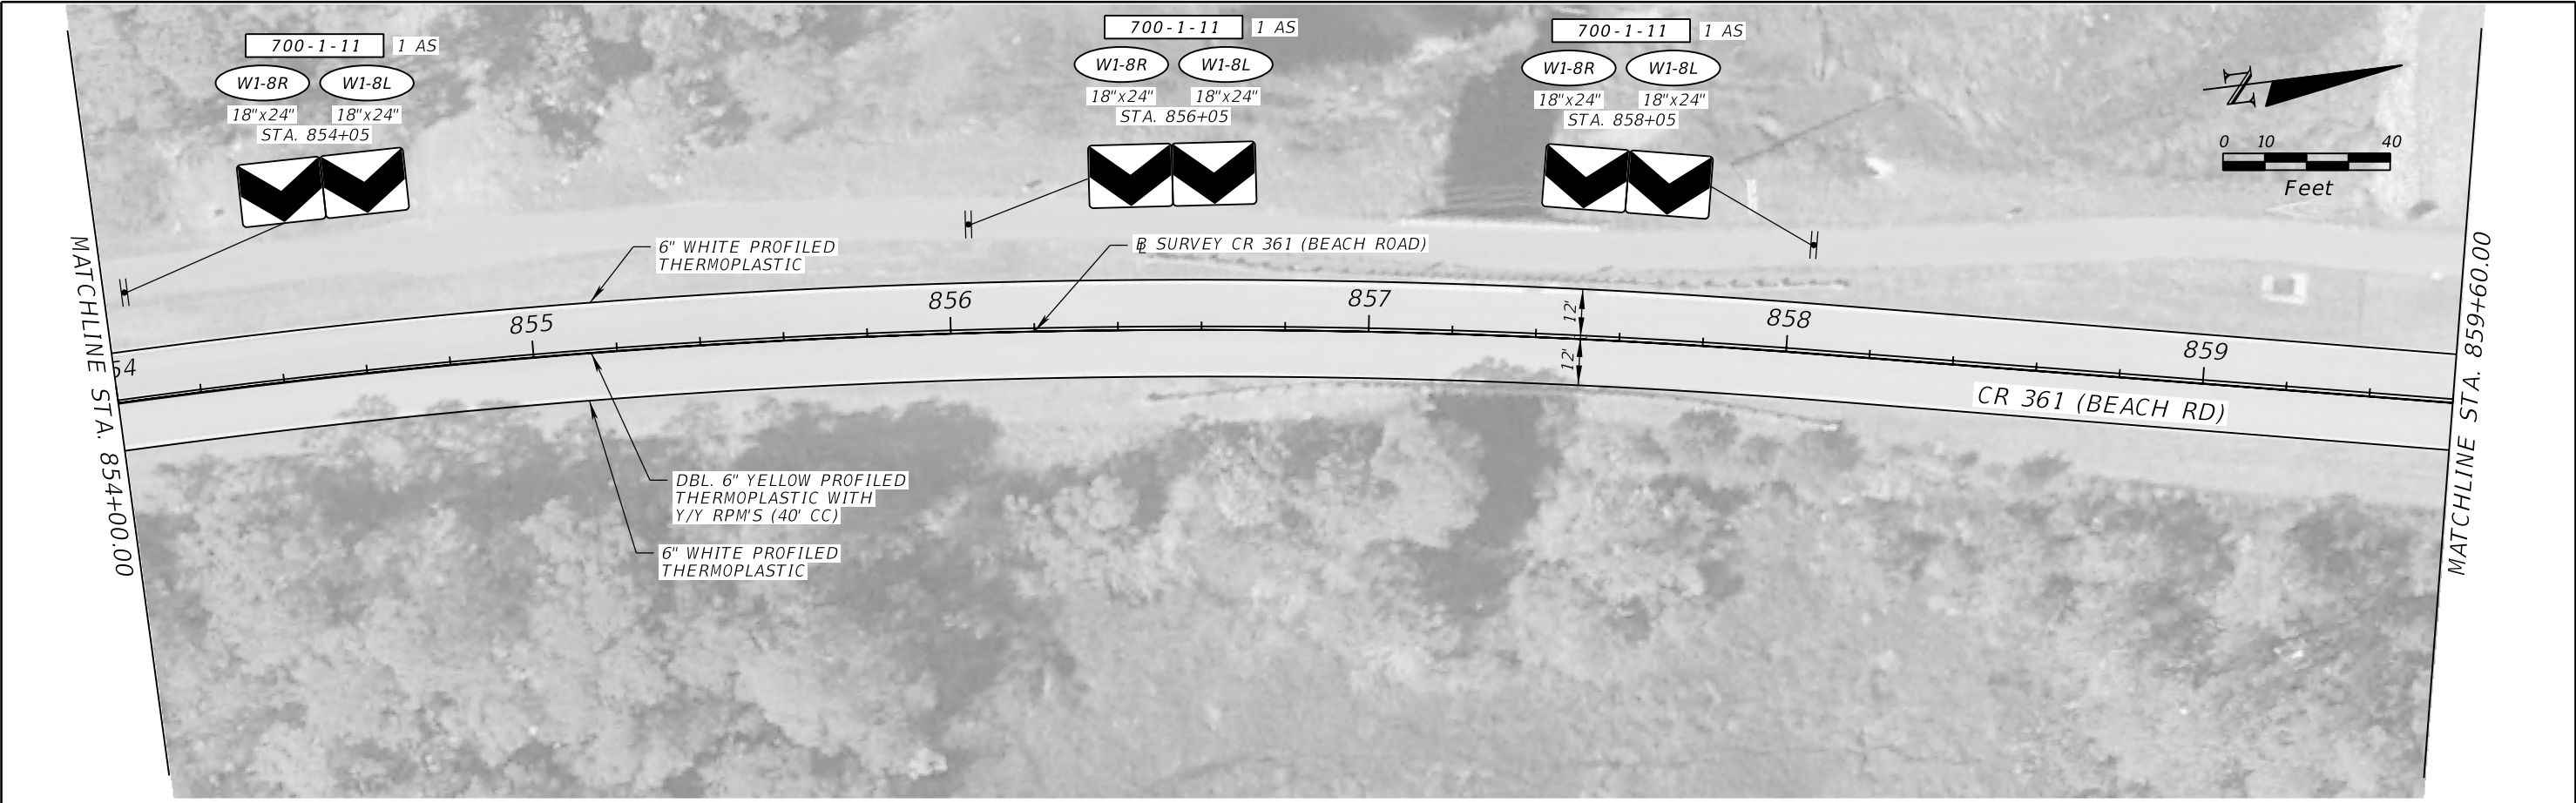 700-1-11 1 AS
W1-8R W1-8L
18"x24" 18"x24"
STA. 854+05
700-1-11 1 AS
W1-8R W1-8L
18"x24" 18"x24"
STA. 856+05
700-1-11 1 AS
W1-8R W1-8L
18"x24" 18"x24"
STA. 858+05
N
0 10 40
Feet
MATCHLINE STA. 854+00.00
6" WHITE PROFILED
THERMOPLASTIC
BL SURVEY CR 361 (BEACH ROAD)
54
855
856
857
858
859
12'
12'
CR 361 (BEACH RD)
MATCHLINE STA. 859+60.00
DBL. 6" YELLOW PROFILED
THERMOPLASTIC WITH
Y/Y RPM'S (40' CC)
6" WHITE PROFILED
THERMOPLASTIC